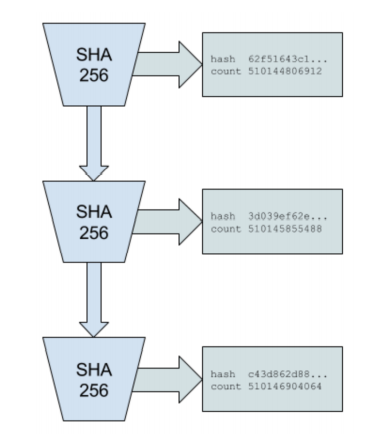 SHA
256
hash 62f51643c1...
count 510144806912
SHA
256
hash 3d039ef62e...
count 510145855488
SHA
256
hash c43d862d88...
count 510146904064